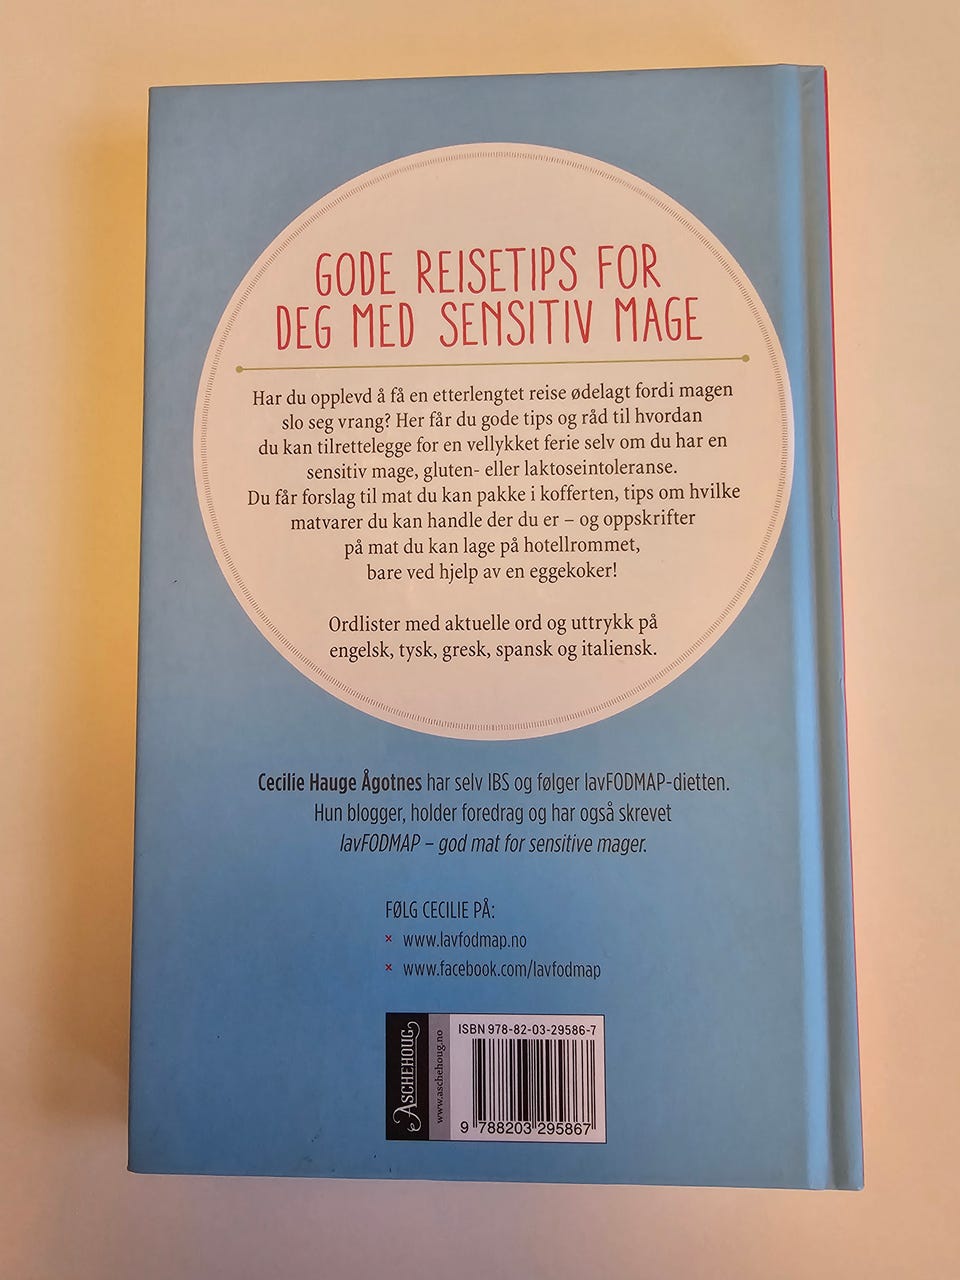 GODE REISETIPS FOR
DEG MED SENSITIV MAGE
Har du opplevd å få en etterlengtet reise ødelagt fordi magen
slo seg vrang? Her får du gode tips og råd til hvordan
du kan tilrettelegge for en vellykket ferie selv om du har en
sensitiv mage, gluten- eller laktoseintoleranse.
Du får forslag til mat du kan pakke i kofferten, tips om hvilke
matvarer du kan handle der du er – og oppskrifter
på mat du kan lage på hotellrommet,
bare ved hjelp av en eggekoker!
Ordlister med aktuelle ord og uttrykk på
engelsk, tysk, gresk, spansk og italiensk.
Cecilie Hauge Ågotnes har selv IBS og følger lavFODMAP-dietten.
Hun blogger, holder foredrag og har også skrevet
lavFODMAP – god mat for sensitive mager.
FØLG CECILIE PÅ:
× www.lavfodmap.no
× www.facebook.com/lavfodmap
ASCHEHOUG
www.aschehoug.no
ISBN 978-82-03-29586-7
9 788203 295867